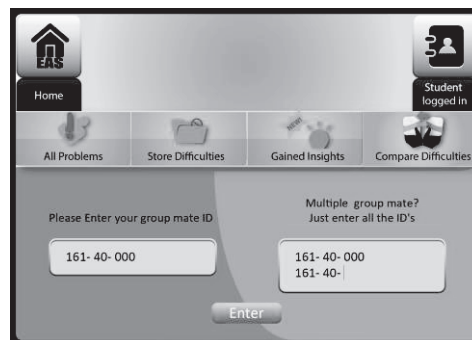 EAS
Home
Student
logged in
All Problems
Store Difficulties
NEW!
Gained Insights
Compare Difficulties
Please Enter your group mate ID
161- 40- 000
Multiple group mate?
Just enter all the ID's
161- 40- 000
161- 40-
Enter